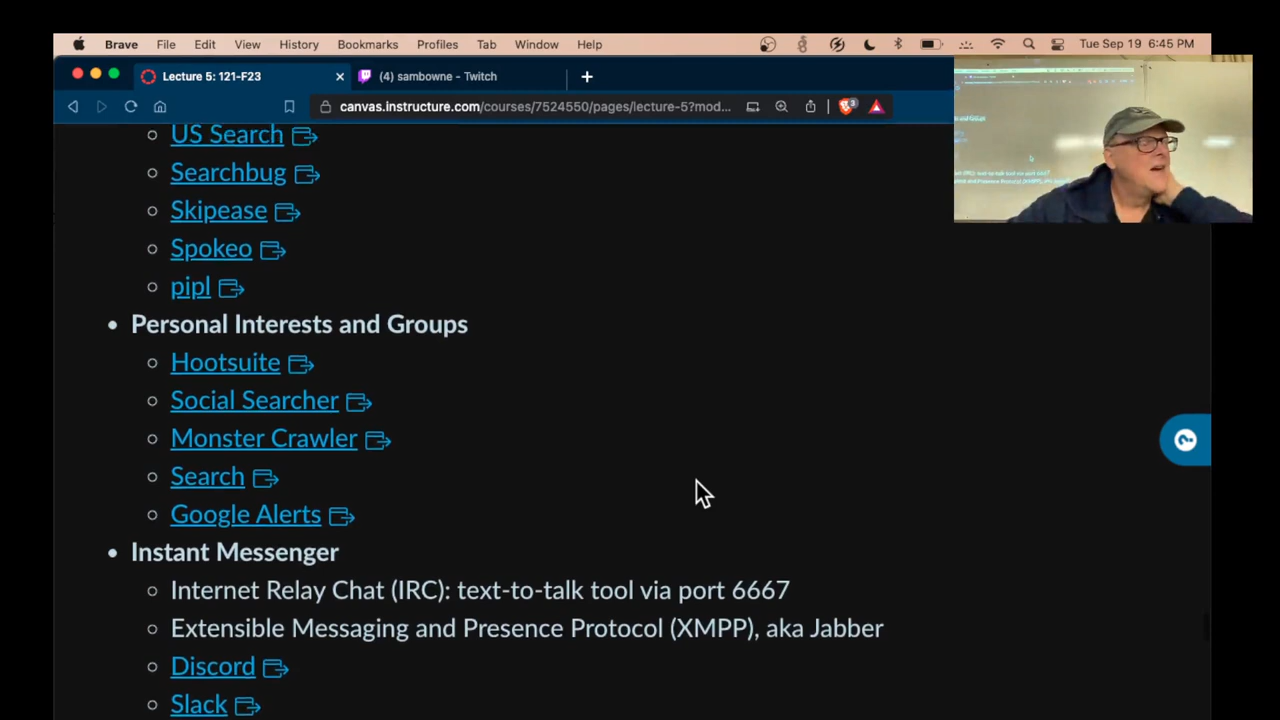 Brave File Edit View History Bookmarks Profiles Tab Window Help Tue Sep 19 6:45 PM
Lecture 5: 121-F23 (4) sambowne - Twitch
canvas.instructure.com/courses/7524550/pages/lecture-5?mod...
US Search
Searchbug
Skipease
Spokeo
pipl
Personal Interests and Groups
Hootsuite
Social Searcher
Monster Crawler
Search
Google Alerts
Instant Messenger
Internet Relay Chat (IRC): text-to-talk tool via port 6667
Extensible Messaging and Presence Protocol (XMPP), aka Jabber
Discord
Slack